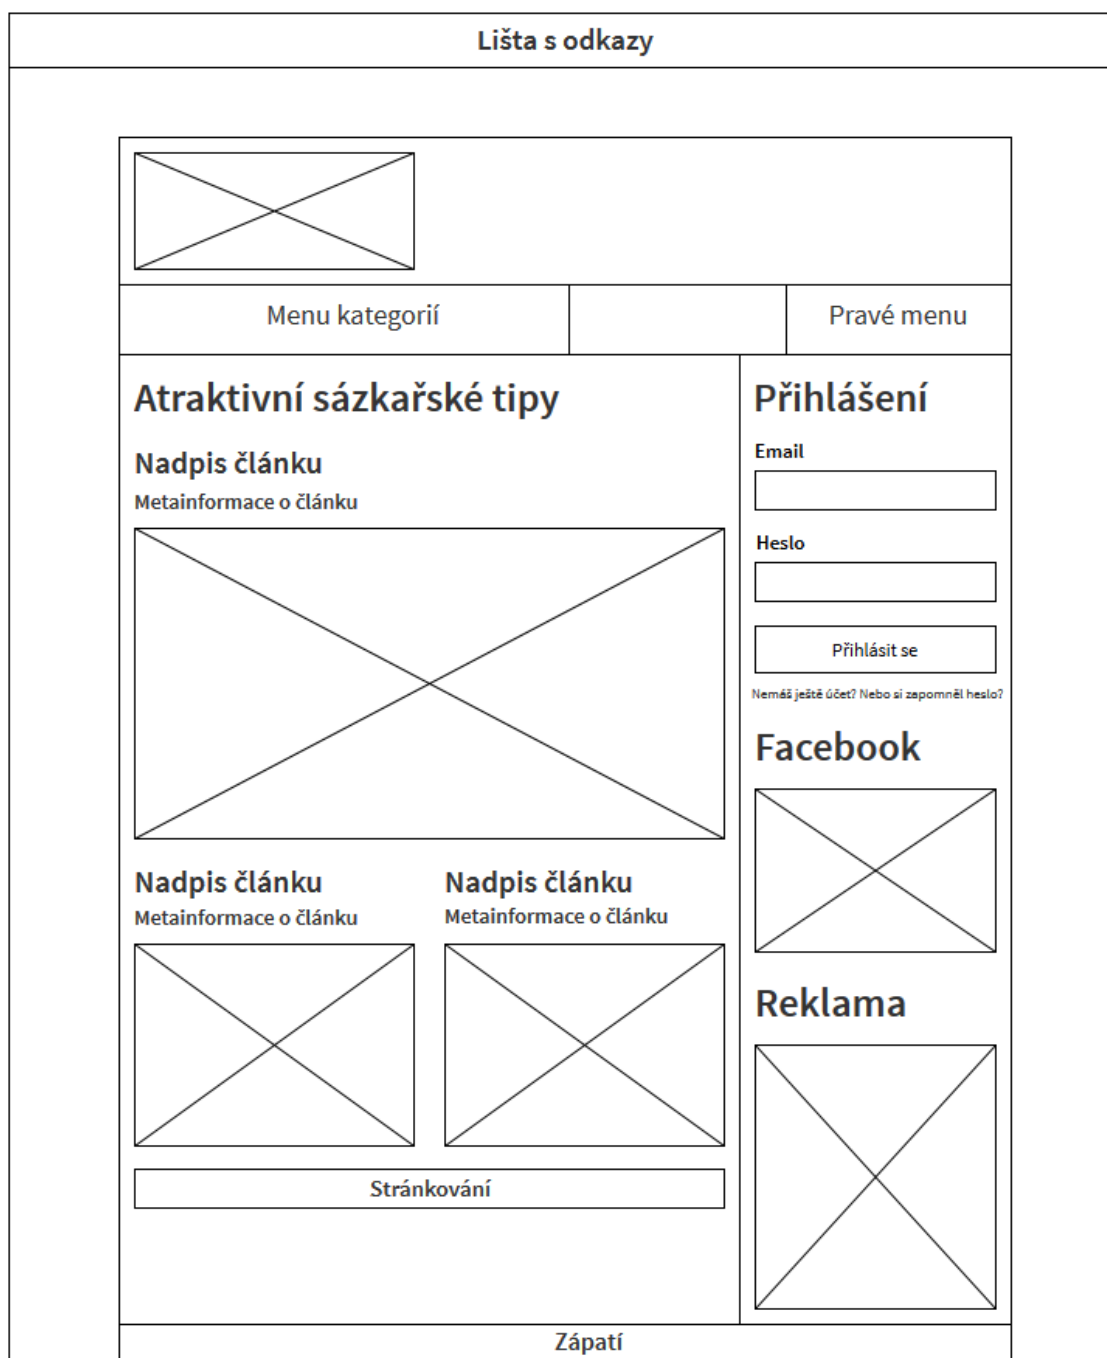 Lišta s odkazy
Menu kategorií
Pravé menu
Atraktivní sázkařské tipy
Nadpis článku
Metainformace o článku
Nadpis článku
Metainformace o článku
Nadpis článku
Metainformace o článku
Stránkování
Přihlášení
Email
Heslo
Přihlásit se
Nemáš ještě účet? Nebo si zapomněl heslo?
Facebook
Reklama
Zápatí